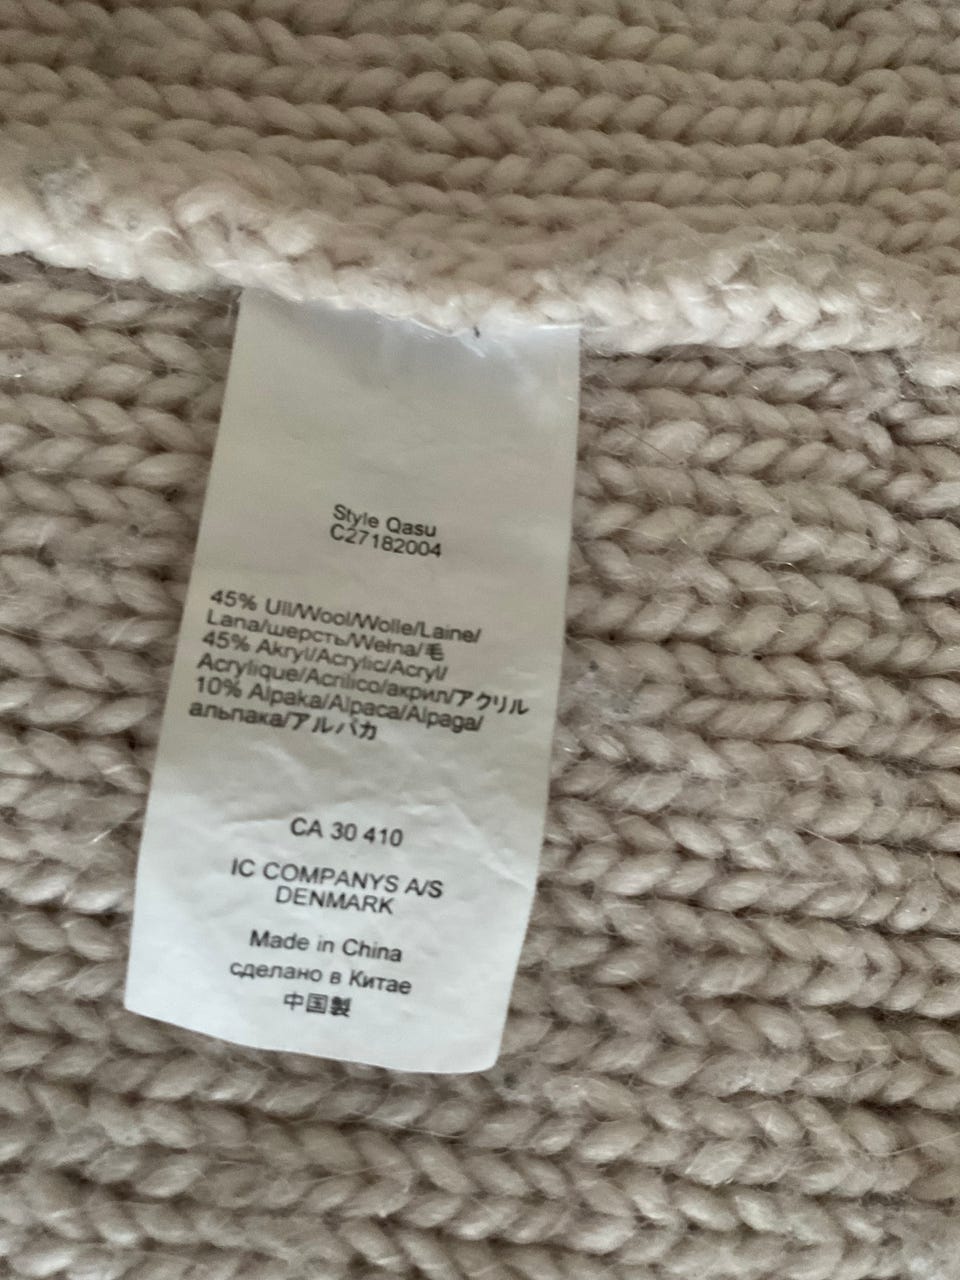 Style Qasu
C27182004
45% Ull/Wool/Wolle/Laine/
Lana/шерсть/Wełna/毛
45% Akryl/Acrylic/Acryl/
Acrylique/Acrilico/акрил/アクリル
10% Alpaka/Alpaca/Alpaga/
альпака/アルパカ
CA 30 410
IC COMPANYS A/S
DENMARK
Made in China
сделано в Китае
中国製